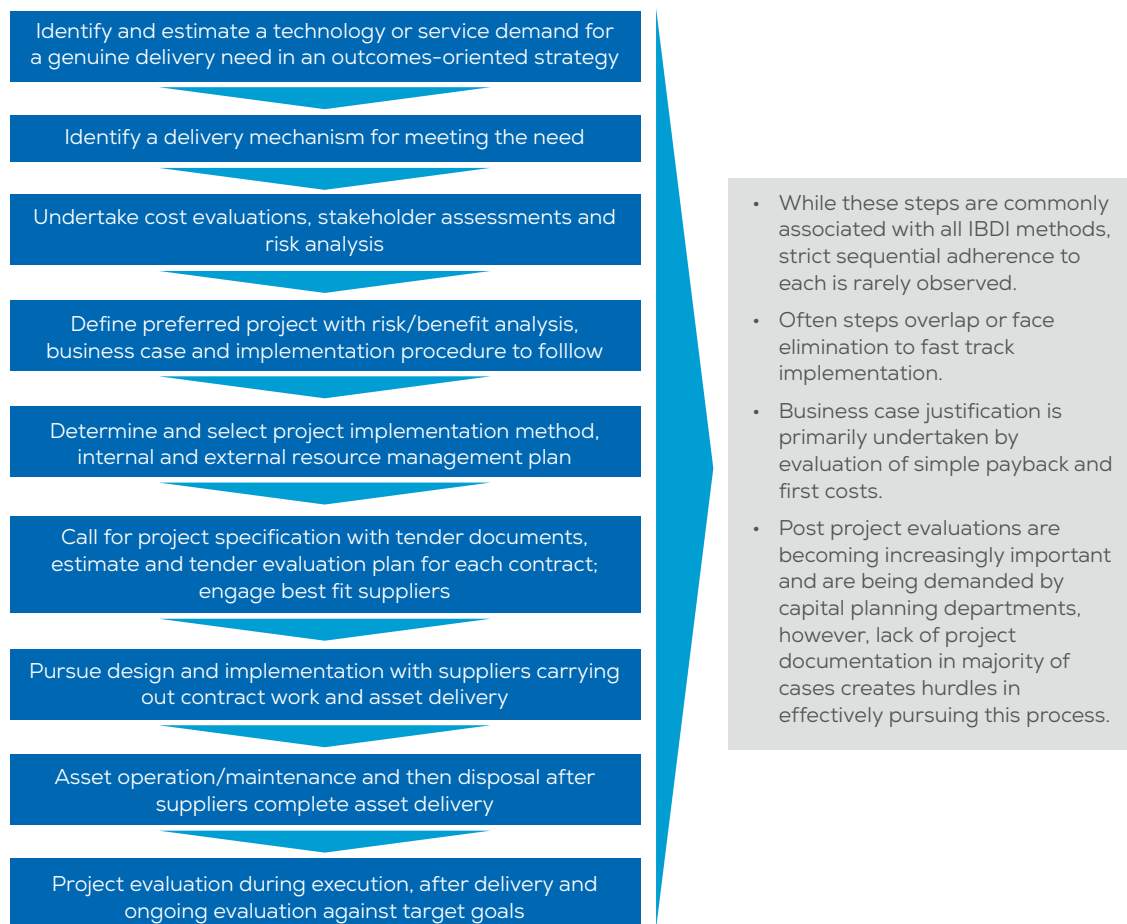 Identify and estimate a technology or service demand for
a genuine delivery need in an outcomes-oriented strategy
Identify a delivery mechanism for meeting the need
Undertake cost evaluations, stakeholder assessments and
risk analysis
Define preferred project with risk/benefit analysis,
business case and implementation procedure to folllow
Determine and select project implementation method,
internal and external resource management plan
Call for project specification with tender documents,
estimate and tender evaluation plan for each contract;
engage best fit suppliers
Pursue design and implementation with suppliers carrying
out contract work and asset delivery
Asset operation/maintenance and then disposal after
suppliers complete asset delivery
Project evaluation during execution, after delivery and
ongoing evaluation against target goals
• While these steps are commonly
associated with all IBDI methods,
strict sequential adherence to
each is rarely observed.
• Often steps overlap or face
elimination to fast track
implementation.
• Business case justification is
primarily undertaken by
evaluation of simple payback and
first costs.
• Post project evaluations are
becoming increasingly important
and are being demanded by
capital planning departments,
however, lack of project
documentation in majority of
cases creates hurdles in
effectively pursuing this process.